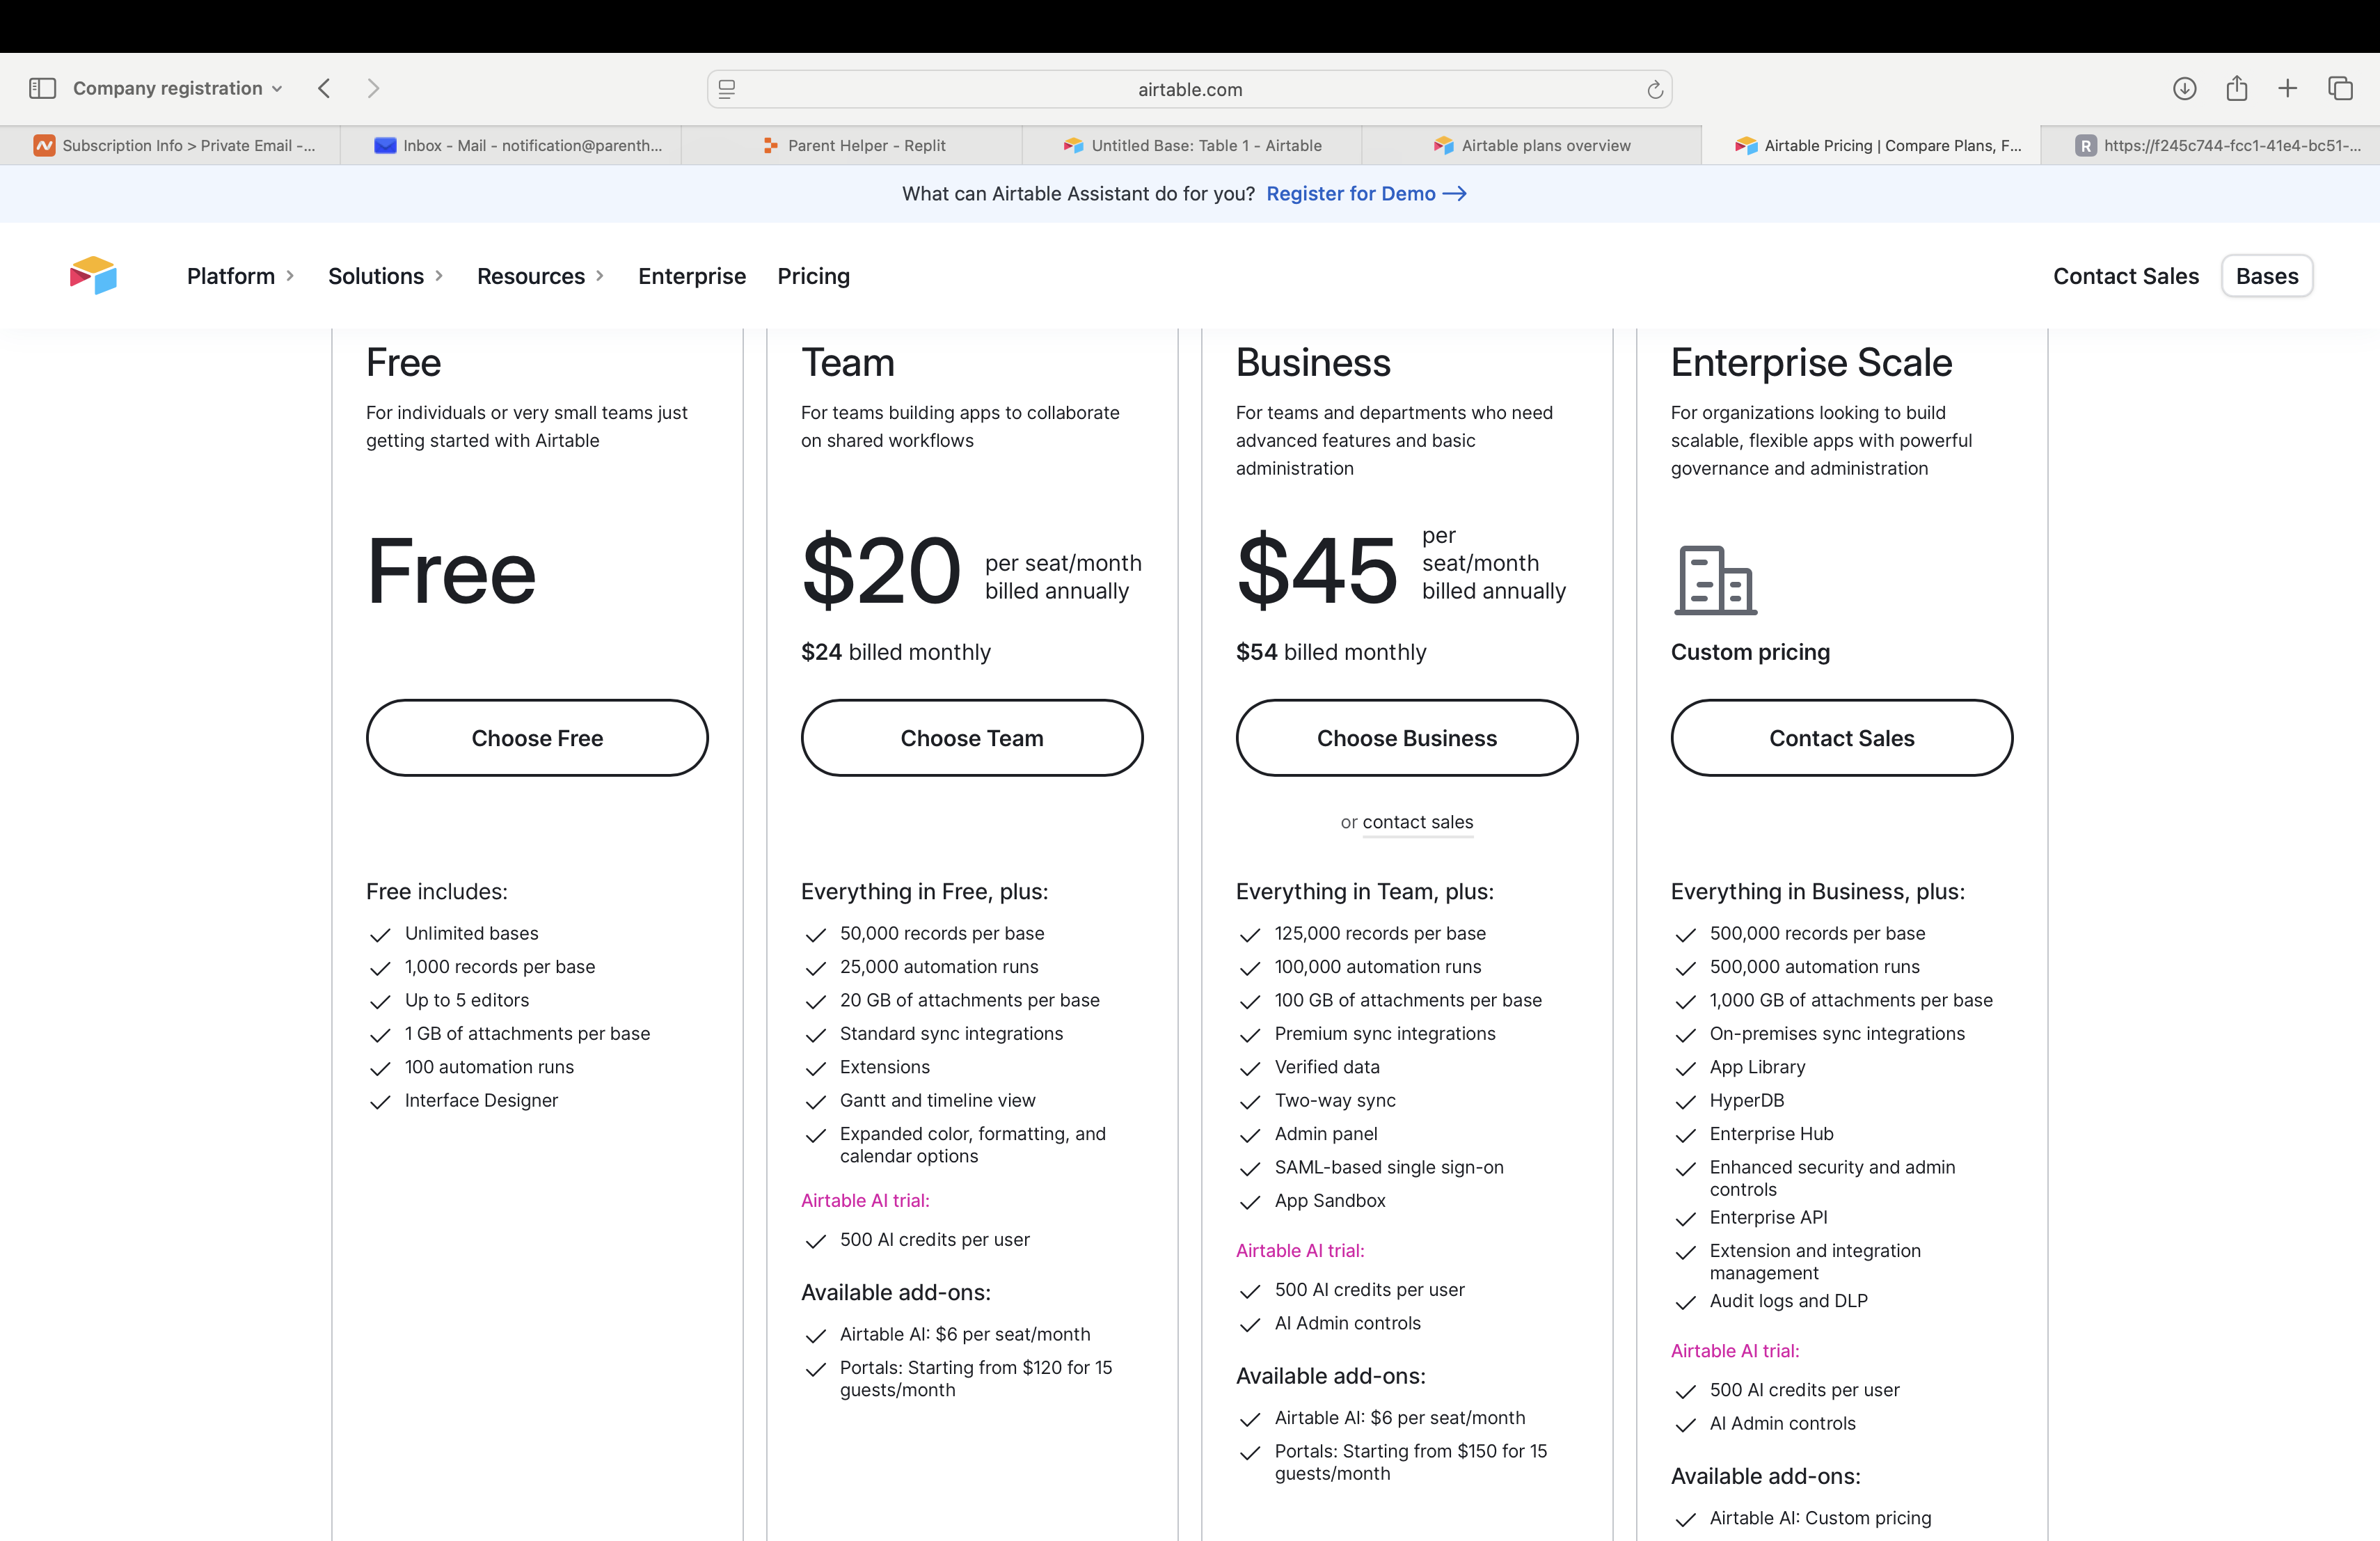 Company registration
airtable.com
Subscription Info > Private Email -...
Inbox - Mail - notification@parenth...
Parent Helper - Replit
Untitled Base: Table 1 - Airtable
Airtable plans overview
Airtable Pricing | Compare Plans, F...
R
https://f245c744-fcc1-41e4-bc51-...
What can Airtable Assistant do for you? Register for Demo →
Platform
Solutions
Resources
Enterprise
Pricing
Contact Sales
Bases
Free
For individuals or very small teams just
getting started with Airtable
Free
Choose Free
Free includes:
Unlimited bases
1,000 records per base
Up to 5 editors
1 GB of attachments per base
100 automation runs
Interface Designer
Team
For teams building apps to collaborate
on shared workflows
$20
per seat/month
billed annually
$24 billed monthly
Choose Team
Everything in Free, plus:
50,000 records per base
25,000 automation runs
20 GB of attachments per base
Standard sync integrations
Extensions
Gantt and timeline view
Expanded color, formatting, and
calendar options
Airtable AI trial:
500 AI credits per user
Available add-ons:
Airtable AI: $6 per seat/month
Portals: Starting from $120 for 15
guests/month
Business
For teams and departments who need
advanced features and basic
administration
$45
per
seat/month
billed annually
$54 billed monthly
Choose Business
or contact sales
Everything in Team, plus:
125,000 records per base
100,000 automation runs
100 GB of attachments per base
Premium sync integrations
Verified data
Two-way sync
Admin panel
SAML-based single sign-on
App Sandbox
Airtable AI trial:
500 AI credits per user
AI Admin controls
Available add-ons:
Airtable AI: $6 per seat/month
Portals: Starting from $150 for 15
guests/month
Enterprise Scale
For organizations looking to build
scalable, flexible apps with powerful
governance and administration
Custom pricing
Contact Sales
Everything in Business, plus:
500,000 records per base
500,000 automation runs
1,000 GB of attachments per base
On-premises sync integrations
App Library
HyperDB
Enterprise Hub
Enhanced security and admin
controls
Enterprise API
Extension and integration
management
Audit logs and DLP
Airtable AI trial:
500 AI credits per user
AI Admin controls
Available add-ons:
Airtable AI: Custom pricing